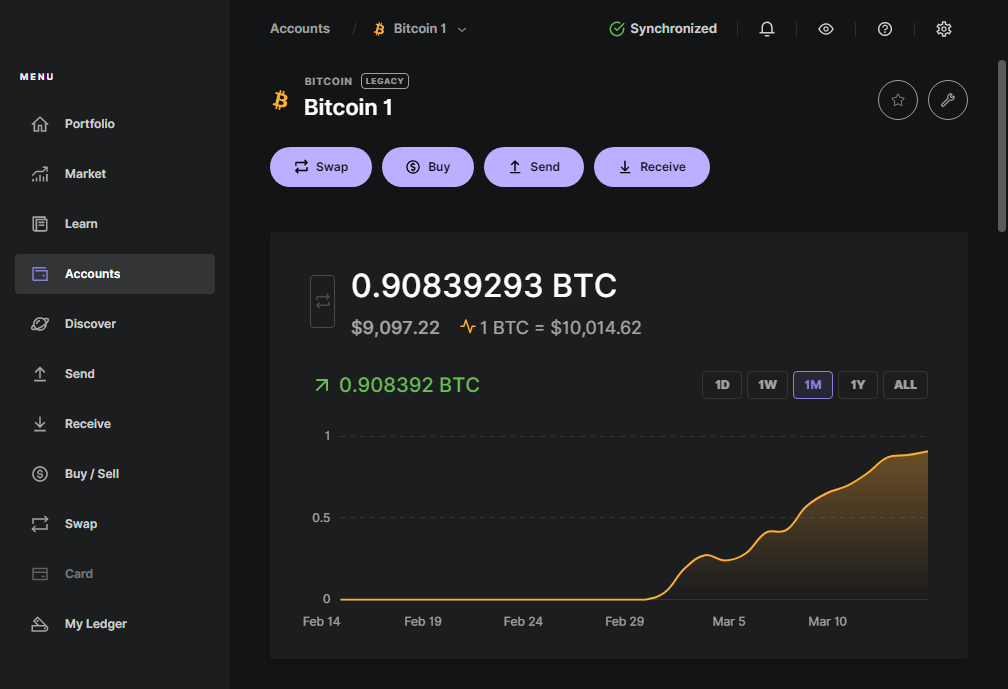 Accounts / Bitcoin 1
Synchronized
MENU
Portfolio
Market
Learn
Accounts
Discover
Send
Receive
Buy / Sell
Swap
Card
My Ledger
BITCOIN LEGACY
Bitcoin 1
Swap
Buy
Send
Receive
0.90839293 BTC
$9,097.22 1 BTC = $10,014.62
0.908392 BTC
1D 1W 1M 1Y ALL
1
0.5
0
Feb 14 Feb 19 Feb 24 Feb 29 Mar 5 Mar 10